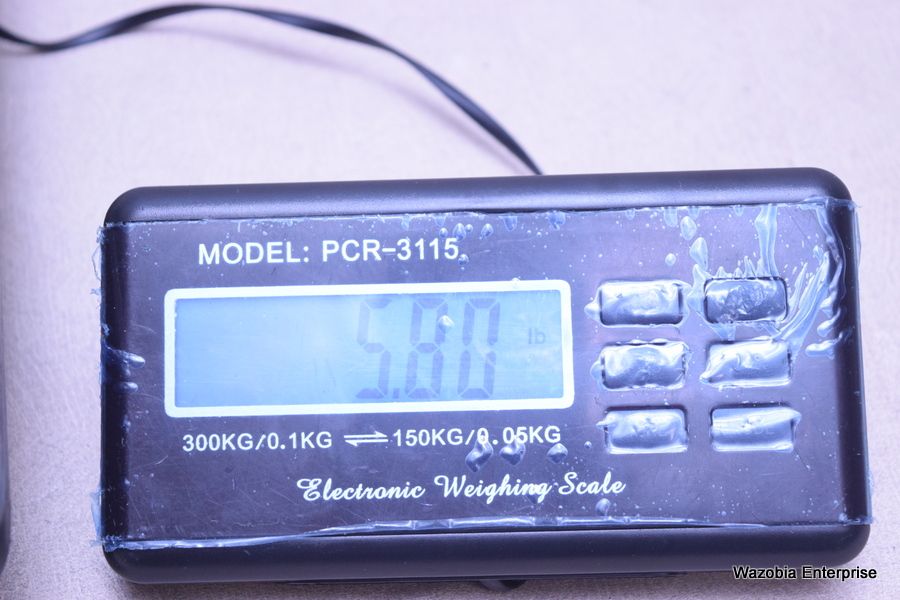 MODEL: PCR-3115
5.80 lb
300KG/0.1KG ⇌ 150KG/0.05KG
Electronic Weighing Scale
Wazobia Enterprise